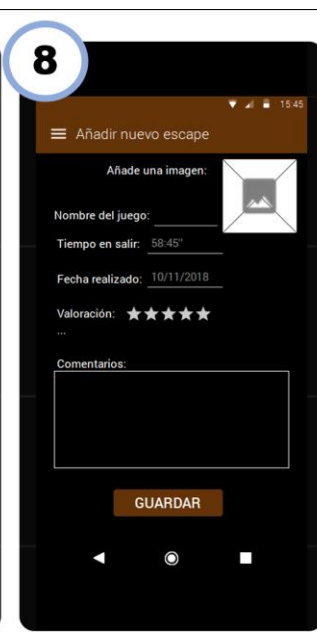 8
15:45
Añadir nuevo escape
Añade una imagen:
Nombre del juego:
Tiempo en salir: 58:45"
Fecha realizado: 10/11/2018
Valoración:
...
Comentarios:
GUARDAR